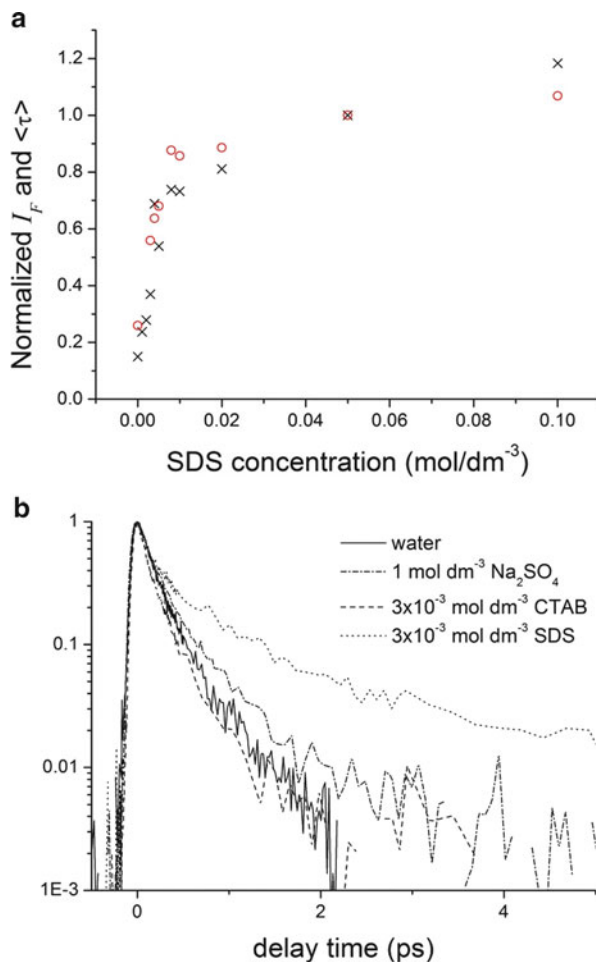 a
Normalized I_F and <τ>
1.2
1.0
0.8
0.6
0.4
0.2
0.0
0.00 0.02 0.04 0.06 0.08 0.10
SDS concentration (mol/dm⁻³)
b
1
0.1
0.01
1E-3
water
1 mol dm⁻³ Na₂SO₄
3x10⁻³ mol dm⁻³ CTAB
3x10⁻³ mol dm⁻³ SDS
0 2 4
delay time (ps)